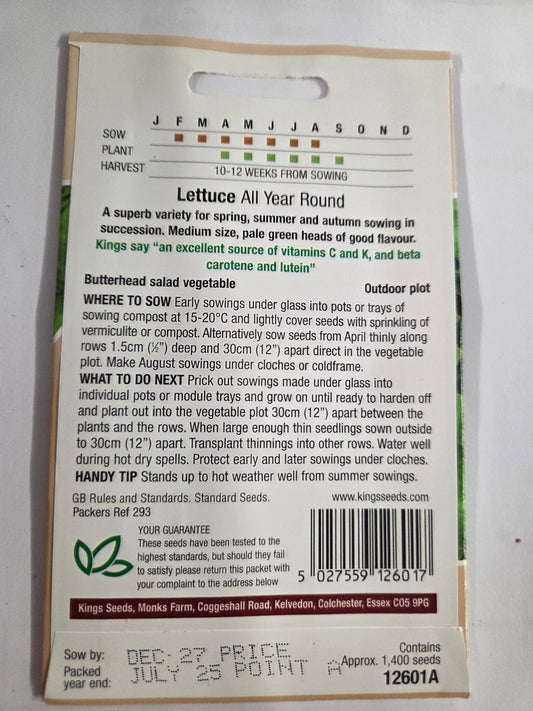 J F M A M J J A S O N D
SOW
PLANT
HARVEST 10-12 WEEKS FROM SOWING
Lettuce All Year Round
A superb variety for spring, summer and autumn sowing in
succession. Medium size, pale green heads of good flavour.
Kings say “an excellent source of vitamins C and K, and beta
carotene and lutein”
Butterhead salad vegetable Outdoor plot
WHERE TO SOW Early sowings under glass into pots or trays of
sowing compost at 15-20°C and lightly cover seeds with sprinkling of
vermiculite or compost. Alternatively sow seeds from April thinly along
rows 1.5cm (½”) deep and 30cm (12”) apart direct in the vegetable
plot. Make August sowings under cloches or coldframe.
WHAT TO DO NEXT Prick out sowings made under glass into
individual pots or module trays and grow on until ready to harden off
and plant out into the vegetable plot 30cm (12”) apart between the
plants and the rows. When large enough thin seedlings sown outside
to 30cm (12”) apart. Transplant thinnings into other rows. Water well
during hot dry spells. Protect early and later sowings under cloches.
HANDY TIP Stands up to hot weather well from summer sowings.
GB Rules and Standards. Standard Seeds. www.kingsseeds.com
Packers Ref 293
YOUR GUARANTEE
These seeds have been tested to the
highest standards, but should they fail
to satisfy please return this packet with
your complaint to the address below
5 027559 126017
Kings Seeds, Monks Farm, Coggeshall Road, Kelvedon, Colchester, Essex CO5 9PG
Sow by: DEC 27 PRICE Contains
Packed JULY 25 POINT A Approx. 1,400 seeds
year end: 12601A